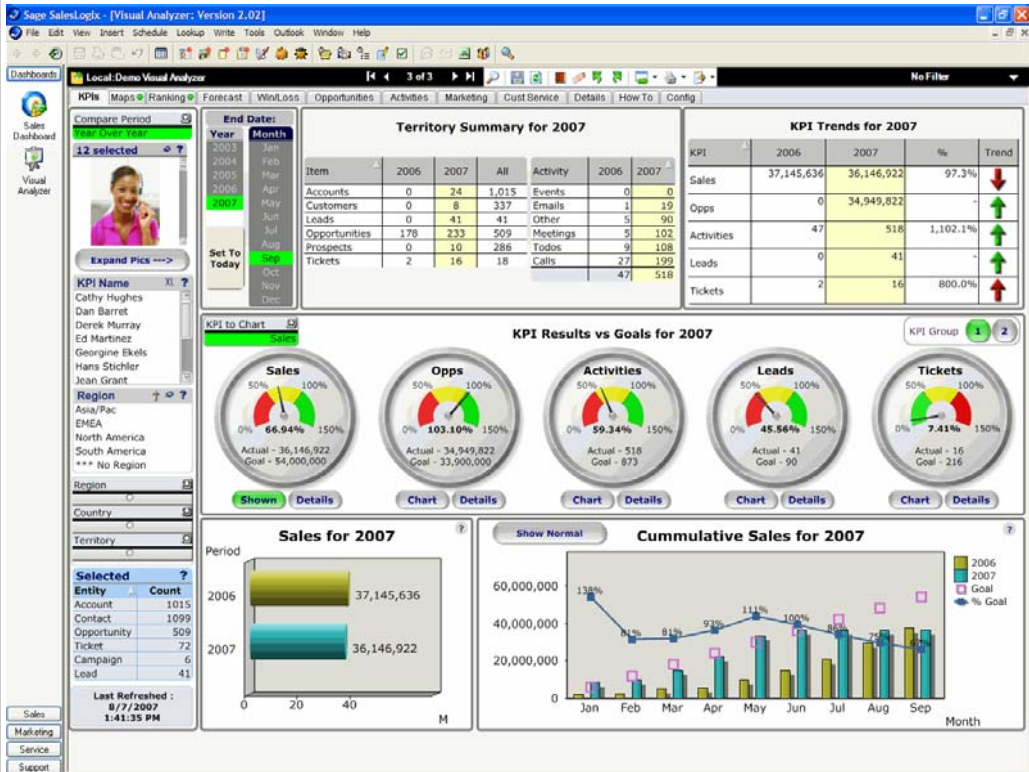 Sage SalesLogix - [Visual Analyzer: Version 2.02]
File Edit View Insert Schedule Lookup Write Tools Outlook Window Help
Dashboards
Sales Dashboard
Visual Analyzer
Sales
Marketing
Service
Support
Local:Demo Visual Analyzer 3 of 3 No Filter
KPIs Maps Ranking Forecast Win/Loss Opportunities Activities Marketing Cust Service Details How To Config
Compare Period
Year Over Year
12 selected ?
Expand Pics --->
KPI Name XL ?
Cathy Hughes
Dan Barret
Derek Murray
Ed Martinez
Georgine Ekels
Hans Stichler
Jean Grant
Region ?
Asia/Pac
EMEA
North America
South America
*** No Region
Region
Country
Territory
Selected ?
Entity Count
Account 1015
Contact 1099
Opportunity 509
Ticket 72
Campaign 6
Lead 41
Last Refreshed :
8/7/2007
1:41:35 PM
End Date:
Year Month
2003 Jan
2004 Feb
2005 Mar
2006 Apr
2007 May
Jun
Jul
Aug
Sep
Oct
Nov
Dec
Set To Today
Territory Summary for 2007
Item 2006 2007 All Activity 2006 2007
Accounts 0 24 1,015 Events 0 0
Customers 0 8 337 Emails 1 19
Leads 0 41 41 Other 5 90
Opportunities 178 233 509 Meetings 5 102
Prospects 0 10 286 Todos 9 108
Tickets 2 16 18 Calls 27 199
47 518
KPI Trends for 2007
KPI 2006 2007 % Trend
Sales 37,145,636 36,146,922 97.3%
Opps 0 34,949,822 -
Activities 47 518 1,102.1%
Leads 0 41 -
Tickets 2 16 800.0%
KPI to Chart
Sales
KPI Results vs Goals for 2007
KPI Group 1 2
Sales
50% 100%
0% 66.94% 150%
Actual - 36,146,922
Goal - 54,000,000
Shown Details
Opps
50% 100%
0% 103.10% 150%
Actual - 34,949,822
Goal - 33,900,000
Chart Details
Activities
50% 100%
0% 59.34% 150%
Actual - 518
Goal - 873
Chart Details
Leads
50% 100%
0% 45.56% 150%
Actual - 41
Goal - 90
Chart Details
Tickets
50% 100%
0% 7.41% 150%
Actual - 16
Goal - 216
Chart Details
Sales for 2007 ?
Period
2006 37,145,636
2007 36,146,922
0 20 40
M
Show Normal
Cummulative Sales for 2007 ?
2006
2007
Goal
% Goal
60,000,000
40,000,000
20,000,000
0
138% 81% 81% 93% 111% 100%
Jan Feb Mar Apr May Jun Jul Aug Sep
Month